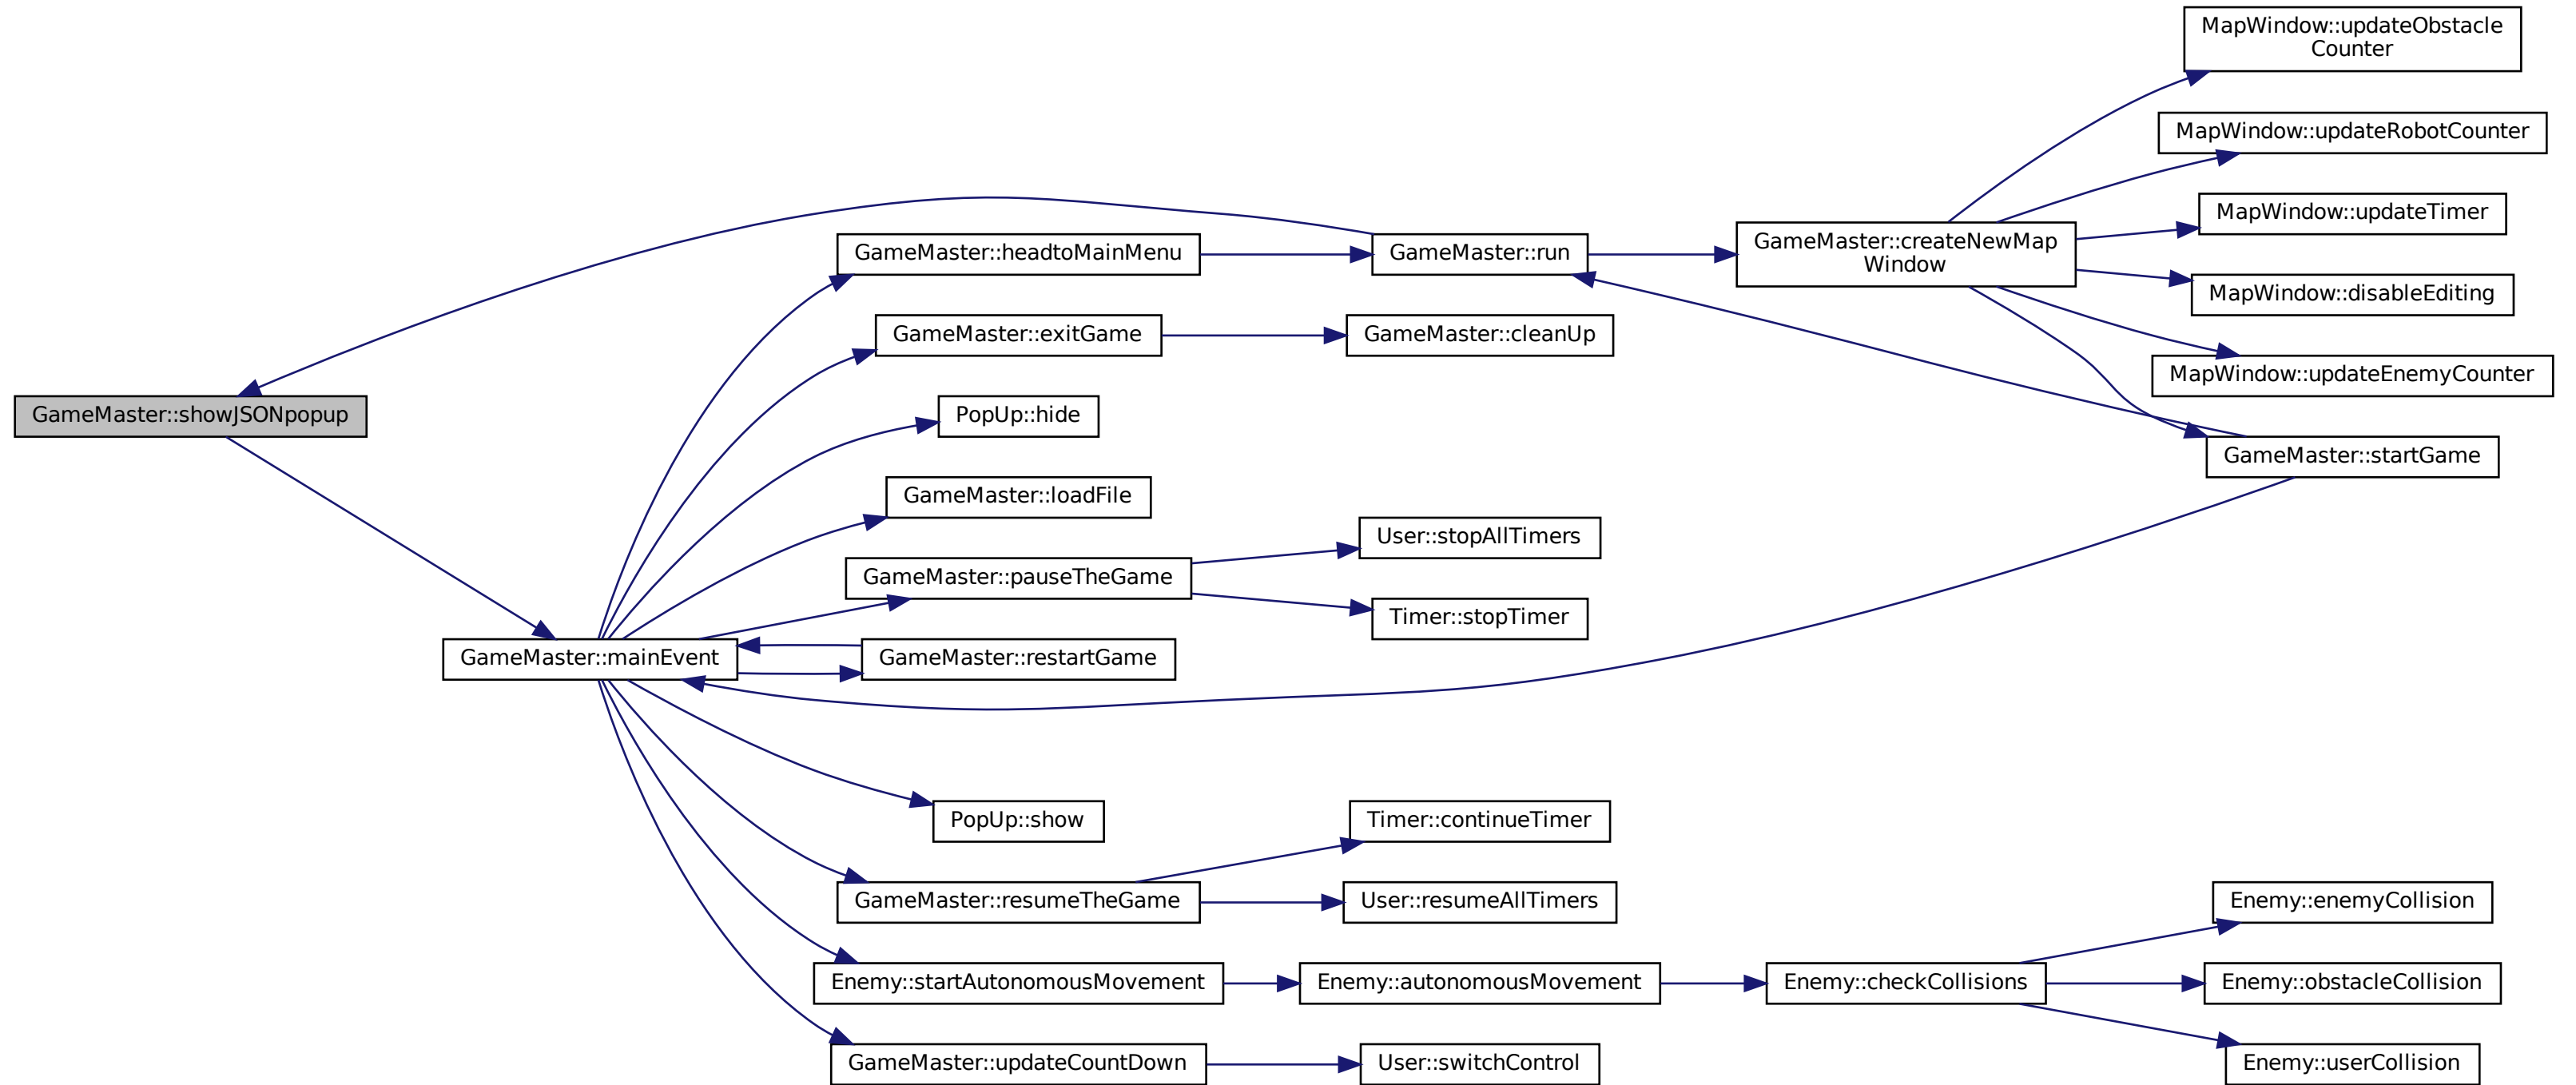 MapWindow::updateObstacle
Counter
MapWindow::updateRobotCounter
MapWindow::updateTimer
GameMaster::headtoMainMenu
GameMaster::run
GameMaster::createNewMap
Window
MapWindow::disableEditing
GameMaster::exitGame
GameMaster::cleanUp
MapWindow::updateEnemyCounter
GameMaster::showJSONpopup
PopUp::hide
GameMaster::startGame
GameMaster::loadFile
User::stopAllTimers
GameMaster::pauseTheGame
Timer::stopTimer
GameMaster::mainEvent
GameMaster::restartGame
PopUp::show
Timer::continueTimer
GameMaster::resumeTheGame
User::resumeAllTimers
Enemy::enemyCollision
Enemy::startAutonomousMovement
Enemy::autonomousMovement
Enemy::checkCollisions
Enemy::obstacleCollision
GameMaster::updateCountDown
User::switchControl
Enemy::userCollision